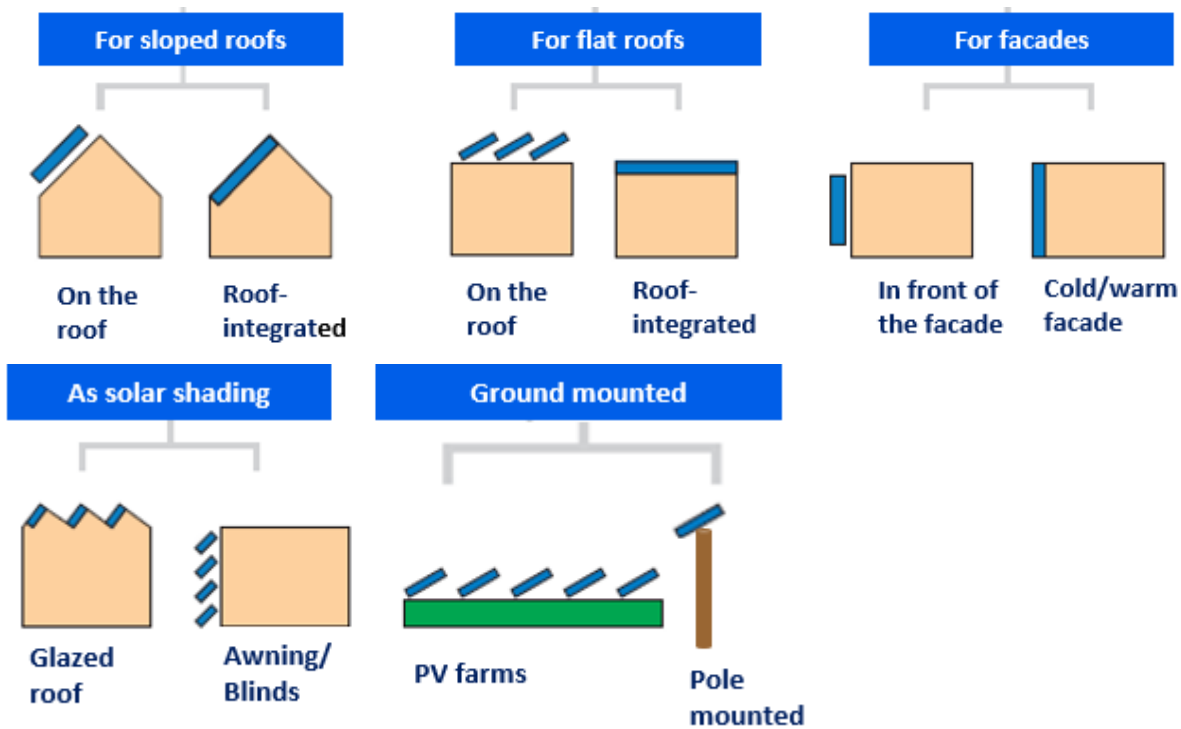 For sloped roofs
For flat roofs
For facades
On the
roof
Roof-
integrated
On the
roof
Roof-
integrated
In front of
the facade
Cold/warm
facade
As solar shading
Ground mounted
Glazed
roof
Awning/
Blinds
PV farms
Pole
mounted